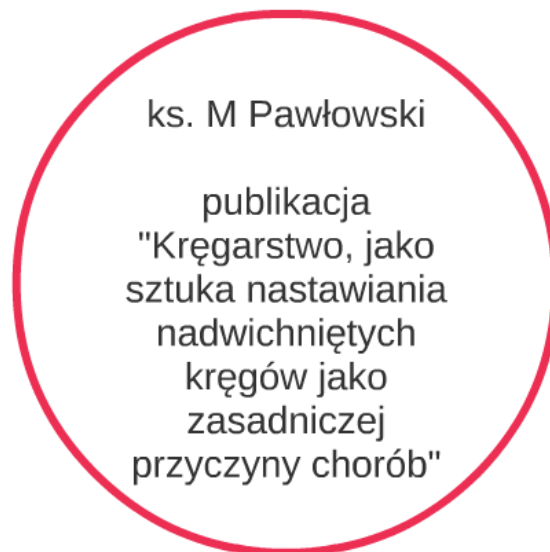 ks. M Pawłowski
publikacja
"Kręgarstwo, jako
sztuka nastawiania
nadwichniętych
kręgów jako
zasadniczej
przyczyny chorób"